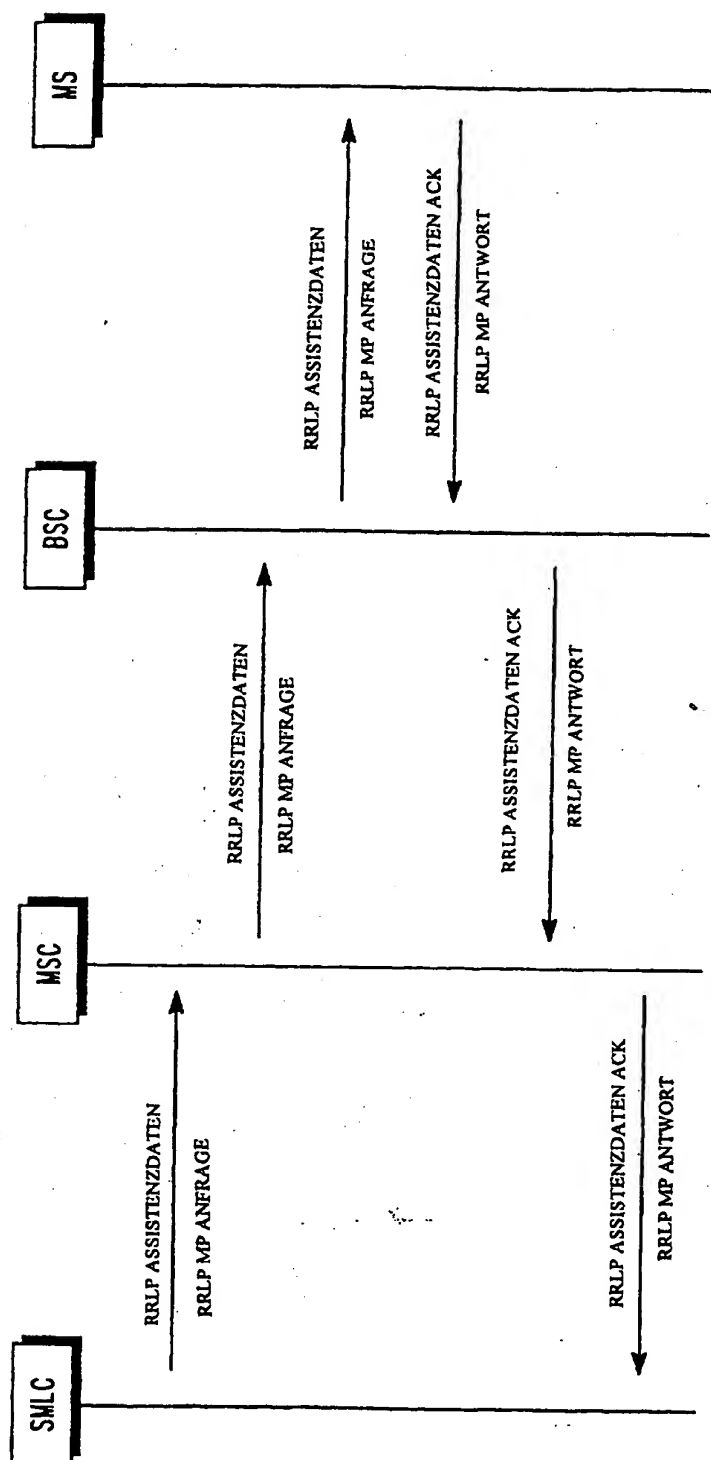 SMLC
MSC
BSC
MS
RRLP ASSISTENZDATEN
RRLP MP ANFRAGE
RRLP ASSISTENZDATEN
RRLP MP ANFRAGE
RRLP ASSISTENZDATEN
RRLP MP ANFRAGE
RRLP ASSISTENZDATEN ACK
RRLP MP ANTWORT
RRLP ASSISTENZDATEN ACK
RRLP MP ANTWORT
RRLP ASSISTENZDATEN ACK
RRLP MP ANTWORT